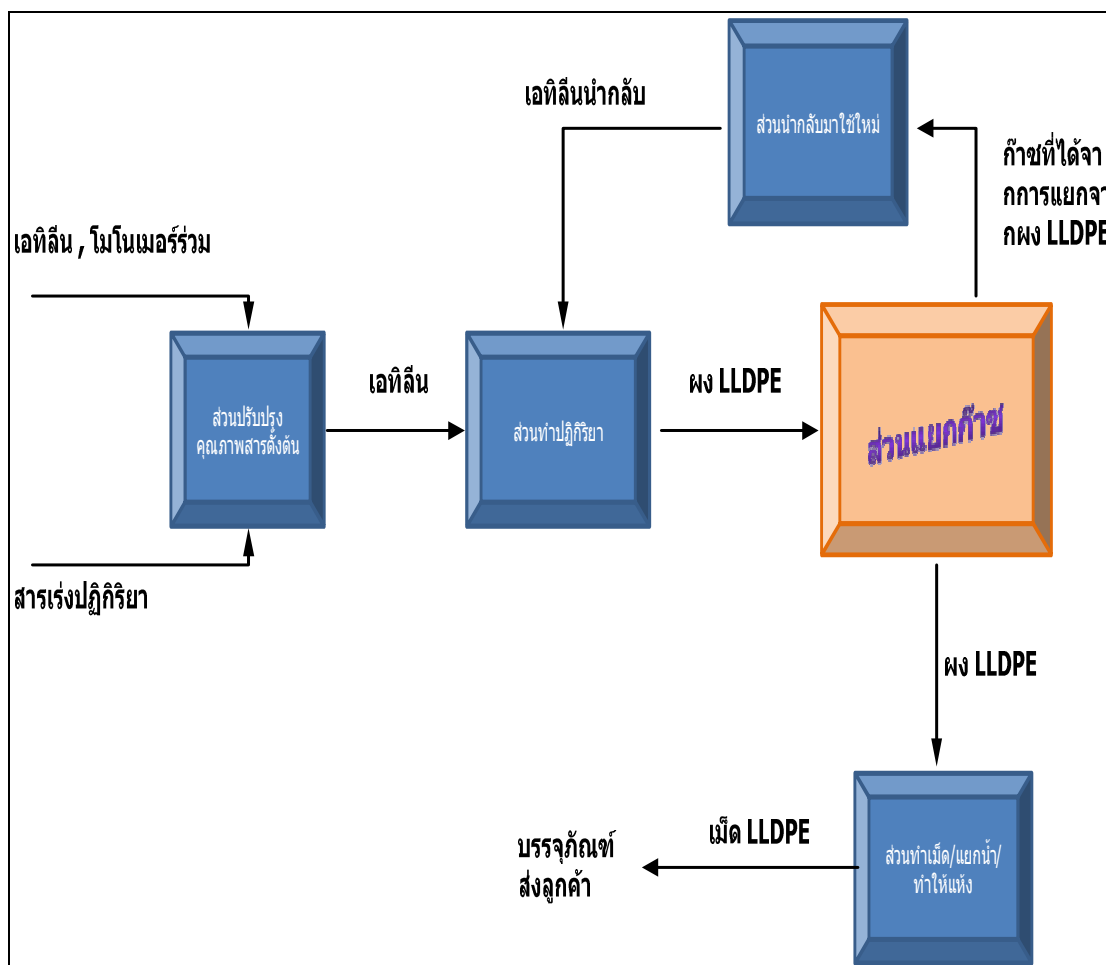 เอทิลีนนำกลับ
ส่วนนำกลับมาใช้ใหม่
ก๊าซที่ได้จา
กการแยกจา
กผง LLDPE
เอทิลีน , โมโนเมอร์ร่วม
เอทิลีน
ผง LLDPE
ส่วนปรับปรุง
คุณภาพสารตั้งต้น
ส่วนทำปฏิกิริยา
ส่วนแยกก๊าซ
สารเร่งปฏิกิริยา
ผง LLDPE
เม็ด LLDPE
บรรจุภัณฑ์
ส่งลูกค้า
ส่วนทำเม็ด/แยกน้ำ/
ทำให้แห้ง